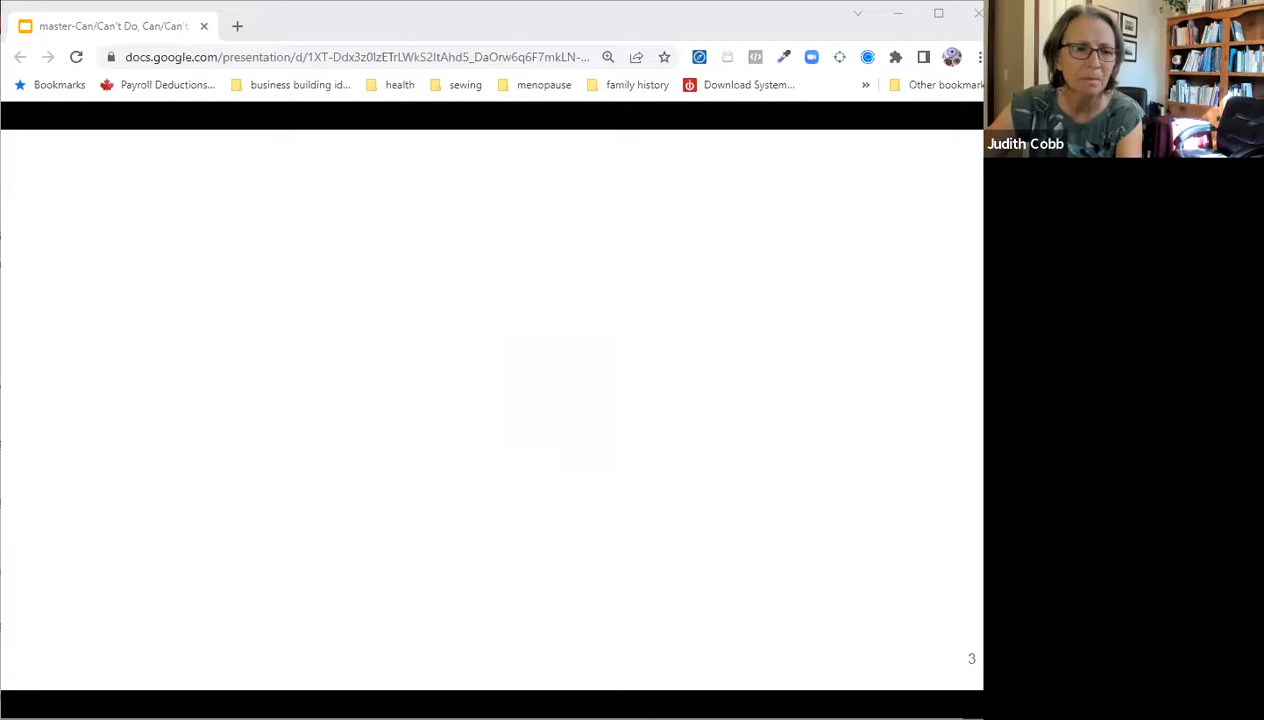 master-Can/Can't Do, Can/Can't
docs.google.com/presentation/d/1XT-Ddx3z0lzETrLWkS2ltAhd5_DaOrw6q6F7mkLN-...
Bookmarks Payroll Deductions... business building id... health sewing menopause family history Download System... » Other bookmark
Judith Cobb
3